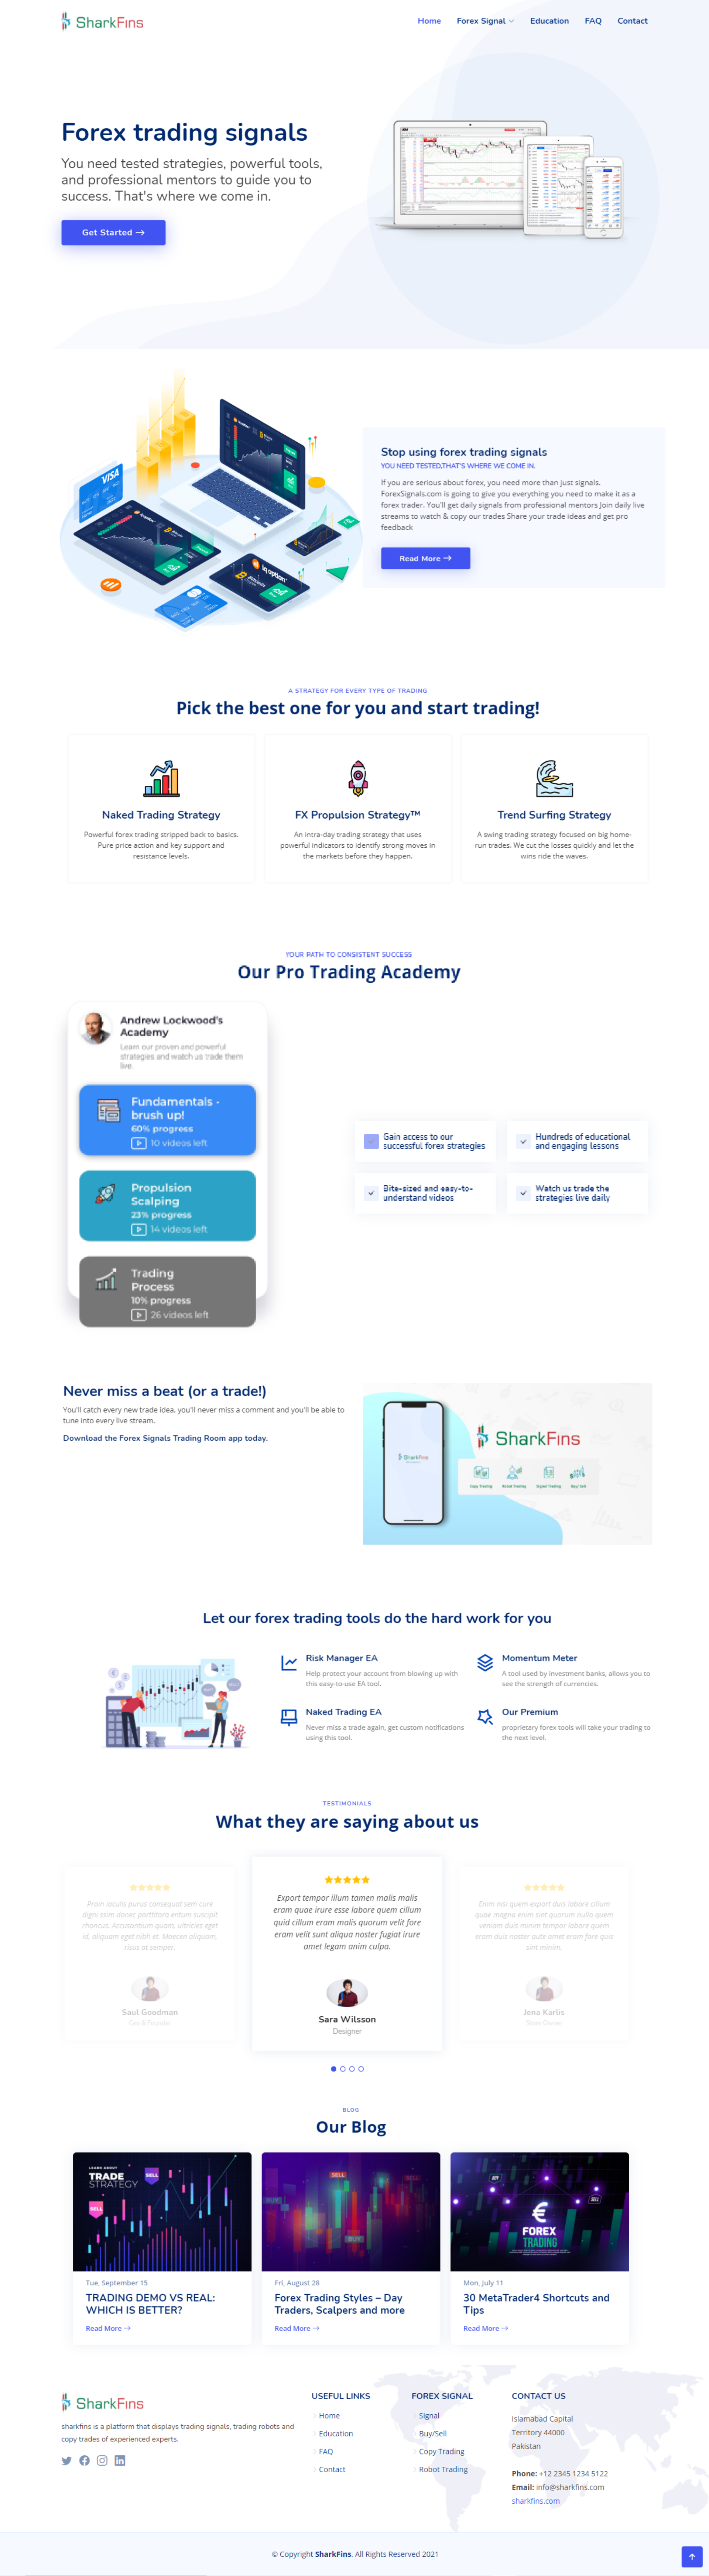 SharkFins
Home
Forex Signal
Education
FAQ
Contact
Forex trading signals
You need tested strategies, powerful tools,
and professional mentors to guide you to
success. That's where we come in.
Get Started
VISA
IQ option
Bitcoin
Stop using forex trading signals
YOU NEED TESTED.THAT'S WHERE WE COME IN.
If you are serious about forex, you need more than just signals.
ForexSignals.com is going to give you everything you need to make it as a
forex trader. You'll get daily signals from professional mentors Join daily live
streams to watch & copy our trades Share your trade ideas and get pro
feedback
Read More
A STRATEGY FOR EVERY TYPE OF TRADING
Pick the best one for you and start trading!
Naked Trading Strategy
Powerful forex trading stripped back to basics.
Pure price action and key support and
resistance levels.
FX Propulsion Strategy™
An intra-day trading strategy that uses
powerful indicators to identify strong moves in
the markets before they happen.
Trend Surfing Strategy
A swing trading strategy focused on big home-
run trades. We cut the losses quickly and let the
wins ride the waves.
YOUR PATH TO CONSISTENT SUCCESS
Our Pro Trading Academy
Andrew Lockwood's
Academy
Learn our proven and powerful
strategies and watch us trade them
live.
Fundamentals -
brush up!
60% progress
10 videos left
Propulsion
Scalping
23% progress
14 videos left
Trading
Process
10% progress
26 videos left
Gain access to our
successful forex strategies
Hundreds of educational
and engaging lessons
Bite-sized and easy-to-
understand videos
Watch us trade the
strategies live daily
Never miss a beat (or a trade!)
You'll catch every new trade idea, you'll never miss a comment and you'll be able to
tune into every live stream.
Download the Forex Signals Trading Room app today.
SharkFins
SharkFins
Copy Trading
Robot Trading
Signal Trading
Buy/ Sell
Let our forex trading tools do the hard work for you
Risk Manager EA
Help protect your account from blowing up with
this easy-to-use EA tool.
Momentum Meter
A tool used by investment banks, allows you to
see the strength of currencies.
Naked Trading EA
Never miss a trade again, get custom notifications
using this tool.
Our Premium
proprietary forex tools will take your trading to
the next level.
TESTIMONIALS
What they are saying about us
Proin iaculis purus consequat sem cure
digni ssim donec porttitora entum suscipit
rhoncus. Accusantium quam, ultricies eget
id, aliquam eget nibh et. Maecen aliquam,
risus at semper.
Saul Goodman
Ceo & Founder
Export tempor illum tamen malis malis
eram quae irure esse labore quem cillum
quid cillum eram malis quorum velit fore
eram velit sunt aliqua noster fugiat irure
amet legam anim culpa.
Sara Wilsson
Designer
Enim nisi quem export duis labore cillum
quae magna enim sint quorum nulla quem
veniam duis minim tempor labore quem
eram duis noster aute amet eram fore quis
sint minim.
Jena Karlis
Store Owner
BLOG
Our Blog
LEARN ABOUT
TRADE
STRATEGY
SELL
SELL
Tue, September 15
TRADING DEMO VS REAL:
WHICH IS BETTER?
Read More
SELL
SELL
BUY
BUY
Fri, August 28
Forex Trading Styles – Day
Traders, Scalpers and more
Read More
BUY
SELL
€
FOREX
TRADING
Mon, July 11
30 MetaTrader4 Shortcuts and
Tips
Read More
SharkFins
sharkfins is a platform that displays trading signals, trading robots and
copy trades of experienced experts.
USEFUL LINKS
Home
Education
FAQ
Contact
FOREX SIGNAL
Signal
Buy/Sell
Copy Trading
Robot Trading
CONTACT US
Islamabad Capital
Territory 44000
Pakistan
Phone: +12 2345 1234 5122
Email: info@sharkfins.com
sharkfins.com
© Copyright SharkFins. All Rights Reserved 2021